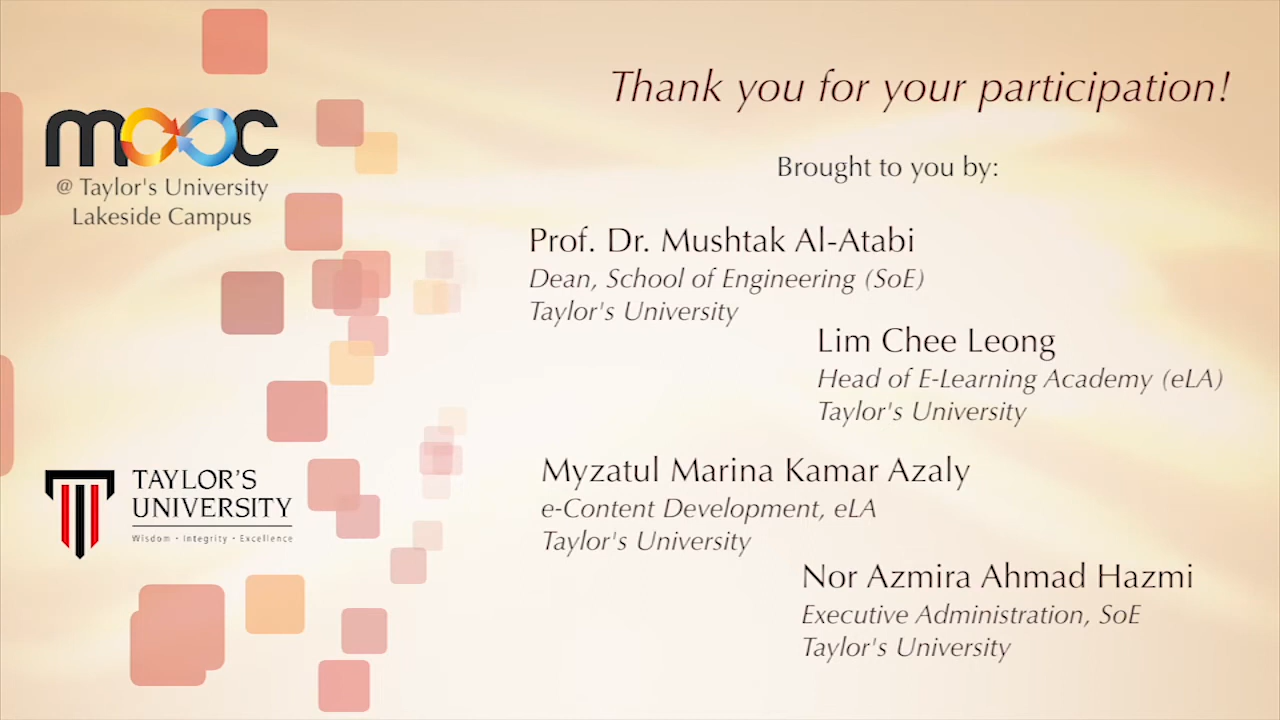 mooc
@ Taylor's University
Lakeside Campus
TAYLOR'S
UNIVERSITY
Wisdom • Integrity • Excellence
Thank you for your participation!
Brought to you by:
Prof. Dr. Mushtak Al-Atabi
Dean, School of Engineering (SoE)
Taylor's University
Lim Chee Leong
Head of E-Learning Academy (eLA)
Taylor's University
Myzatul Marina Kamar Azaly
e-Content Development, eLA
Taylor's University
Nor Azmira Ahmad Hazmi
Executive Administration, SoE
Taylor's University